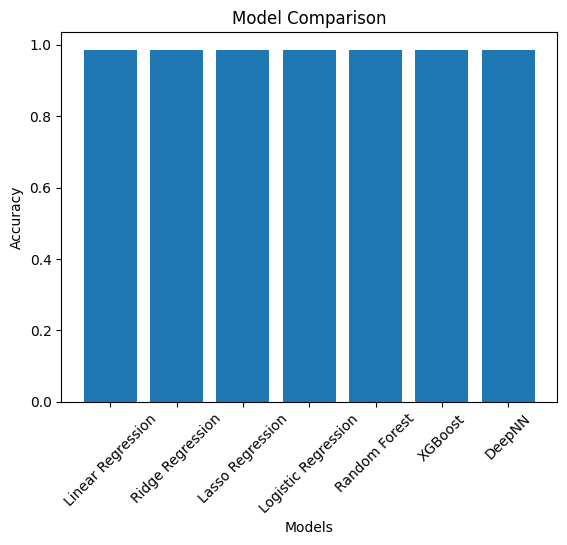 Model Comparison
Accuracy
1.0
0.8
0.6
0.4
0.2
0.0
Linear Regression
Ridge Regression
Lasso Regression
Logistic Regression
Random Forest
XGBoost
DeepNN
Models